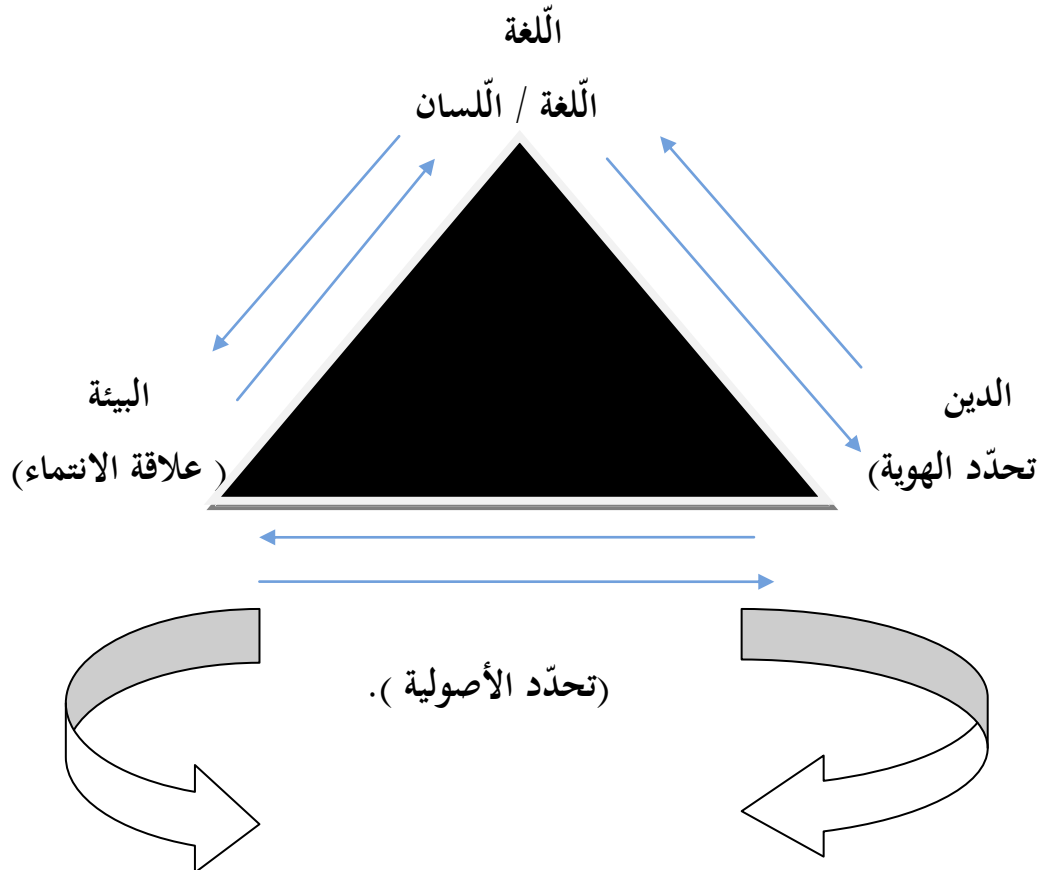 الّلغة
الّلغة / الّلسان
الدين
تحدّد الهوية)
البيئة
( علاقة الانتماء)
(تحدّد الأصولية ).